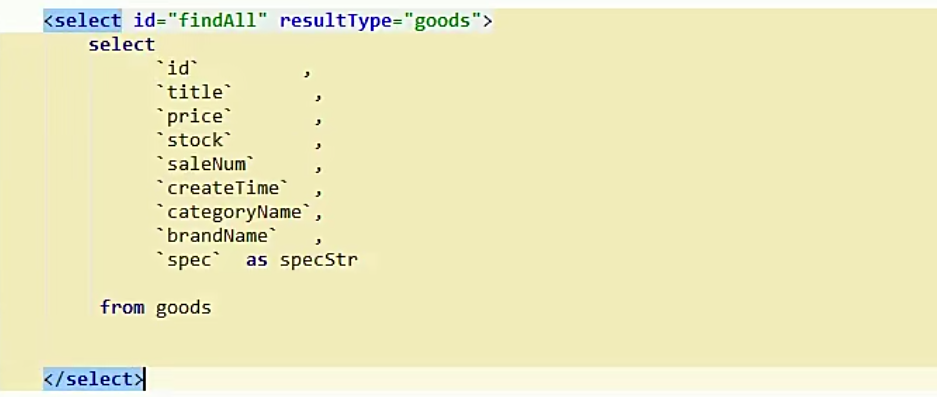 <select id="findAll" resultType="goods">
select
`id` ,
`title` ,
`price` ,
`stock` ,
`saleNum` ,
`createTime` ,
`categoryName`,
`brandName` ,
`spec` as specStr
from goods
</select>